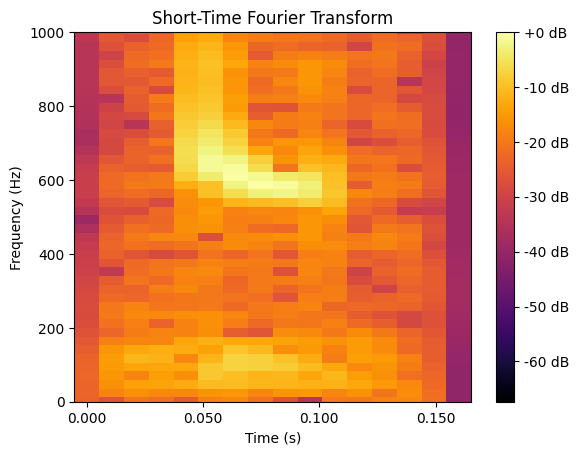 Short-Time Fourier Transform
Frequency (Hz)
1000
800
600
400
200
0
0.000
0.050
0.100
0.150
Time (s)
+0 dB
-10 dB
-20 dB
-30 dB
-40 dB
-50 dB
-60 dB